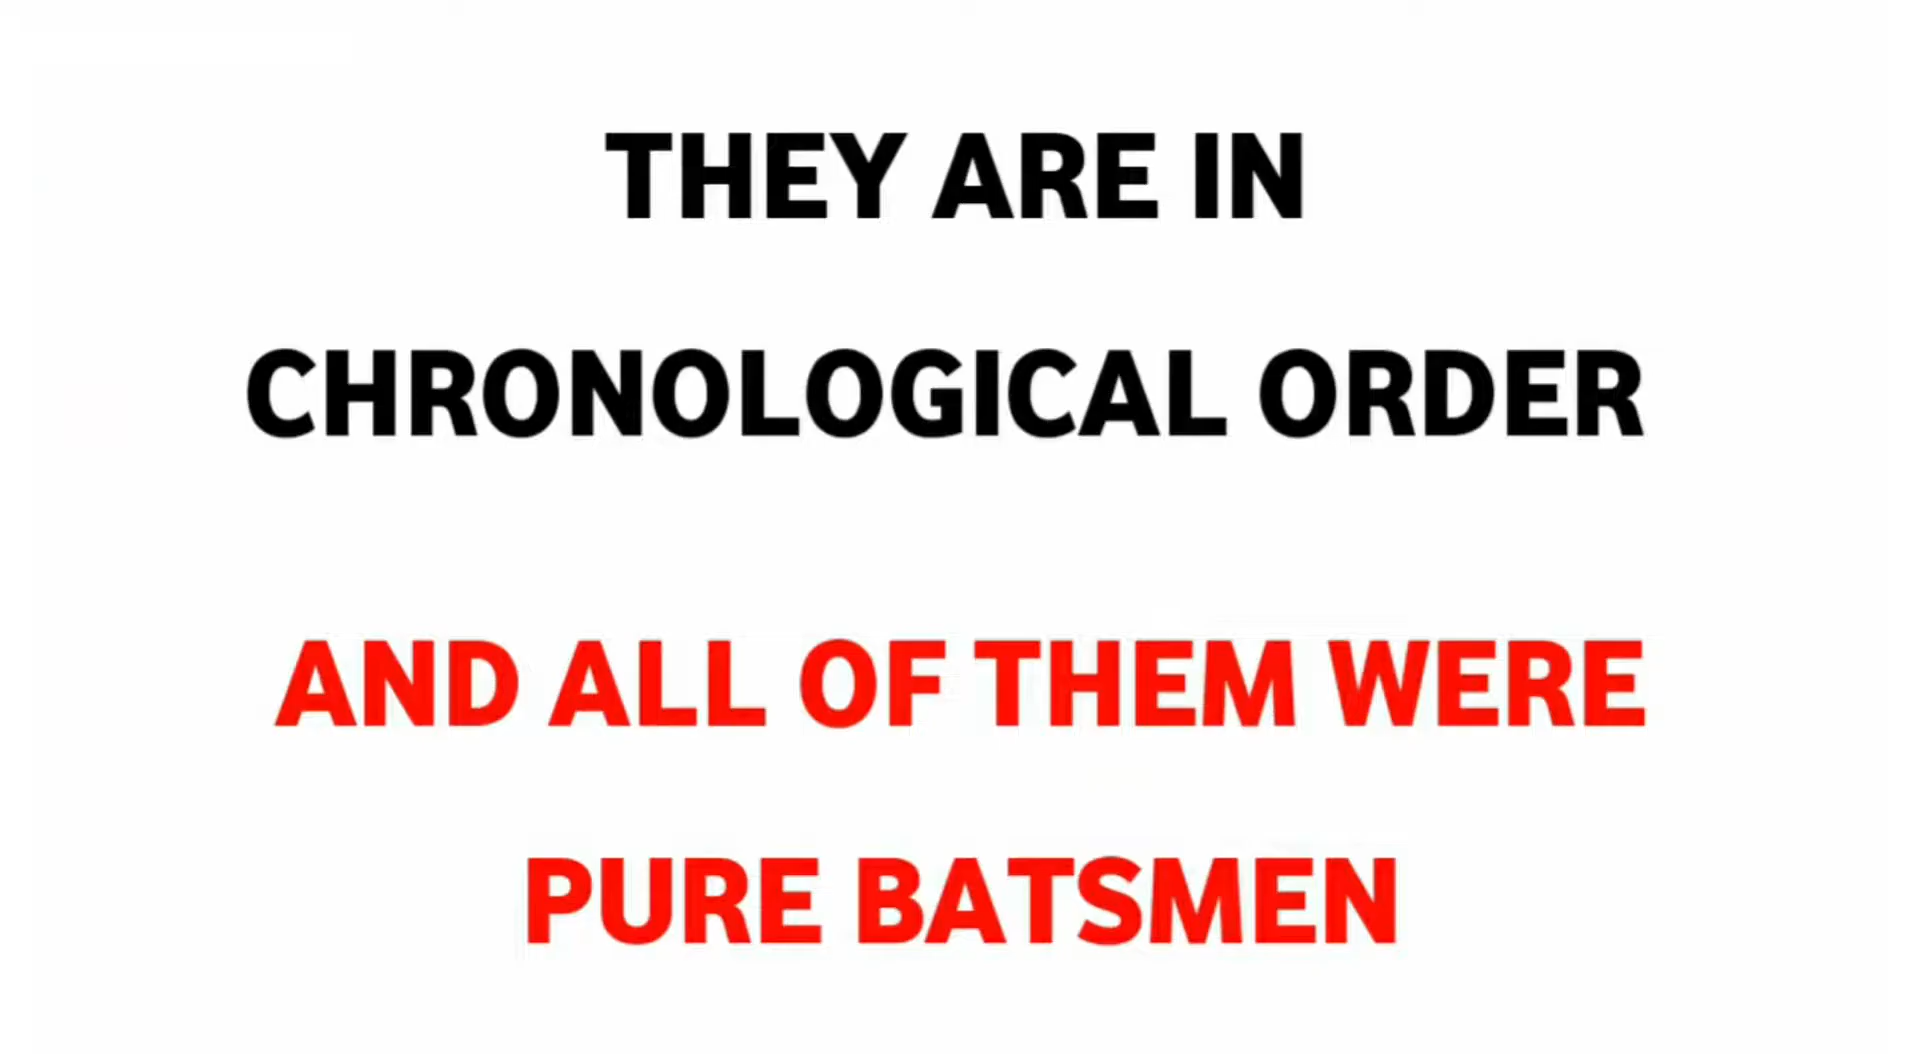 THEY ARE IN
CHRONOLOGICAL ORDER
AND ALL OF THEM WERE
PURE BATSMEN